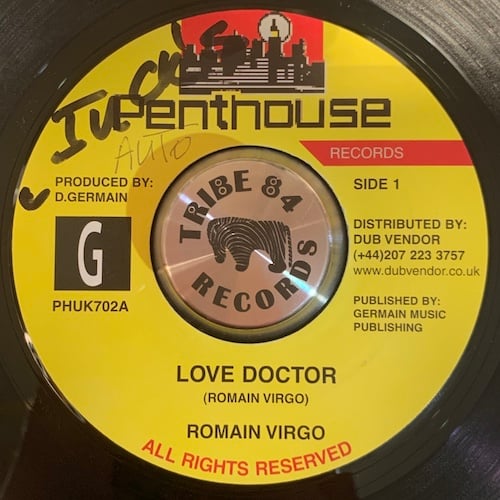 Penthouse
RECORDS
AUTO
PRODUCED BY:
D.GERMAIN
SIDE 1
G
PHUK702A
TRIBE 84
RECORDS
DISTRIBUTED BY:
DUB VENDOR
(+44)207 223 3757
www.dubvendor.co.uk
PUBLISHED BY:
GERMAIN MUSIC
PUBLISHING
LOVE DOCTOR
(ROMAIN VIRGO)
ROMAIN VIRGO
ALL RIGHTS RESERVED